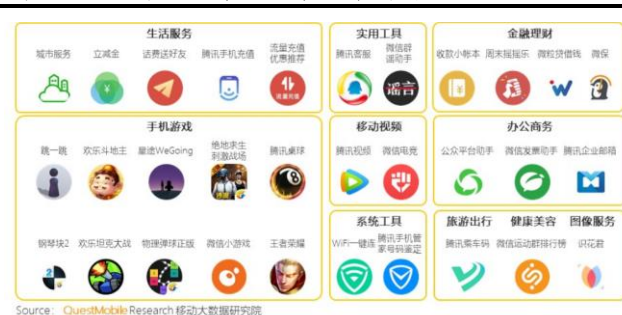 生活服务
城市服务 立减金 话费送好友 腾讯手机充值 流量充值
优惠推荐
流量充值
实用工具
腾讯客服 微信群
谣言
金融理财
收款小帐本 周末摇摇乐 微粒贷借钱 微保
手机游戏
跳一跳 欢乐斗地主 星途WeGoing 绝地求生
刺激战场 腾讯桌球
钢琴块2 欢乐坦克大战 物理弹球正版 微信小游戏 王者荣耀
移动视频
腾讯视频 微信电竞
办公商务
公众平台助手 微信发票助手 腾讯企业邮箱
系统工具
WiFi一键连 腾讯手机管
家号码鉴定
旅游出行 健康美容 图像服务
腾讯乘车码 微信运动群排行榜 识花君
Source: QuestMobile Research 移动大数据研究院